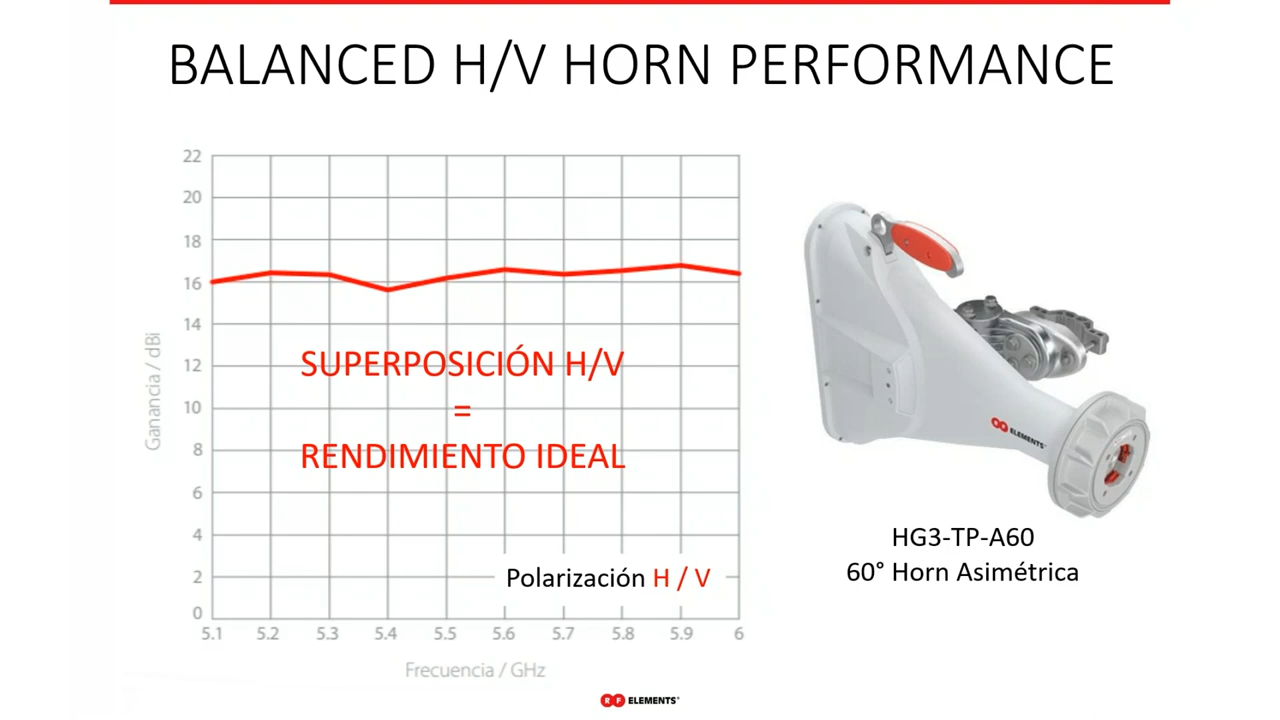 BALANCED H/V HORN PERFORMANCE
22
20
18
16
14
12
10
8
6
4
2
0
Ganancia / dBi
SUPERPOSICIÓN H/V
=
RENDIMIENTO IDEAL
Polarización H / V
5.1 5.2 5.3 5.4 5.5 5.6 5.7 5.8 5.9 6
Frecuencia / GHz
ELEMENTS
HG3-TP-A60
60° Horn Asimétrica
RF ELEMENTS